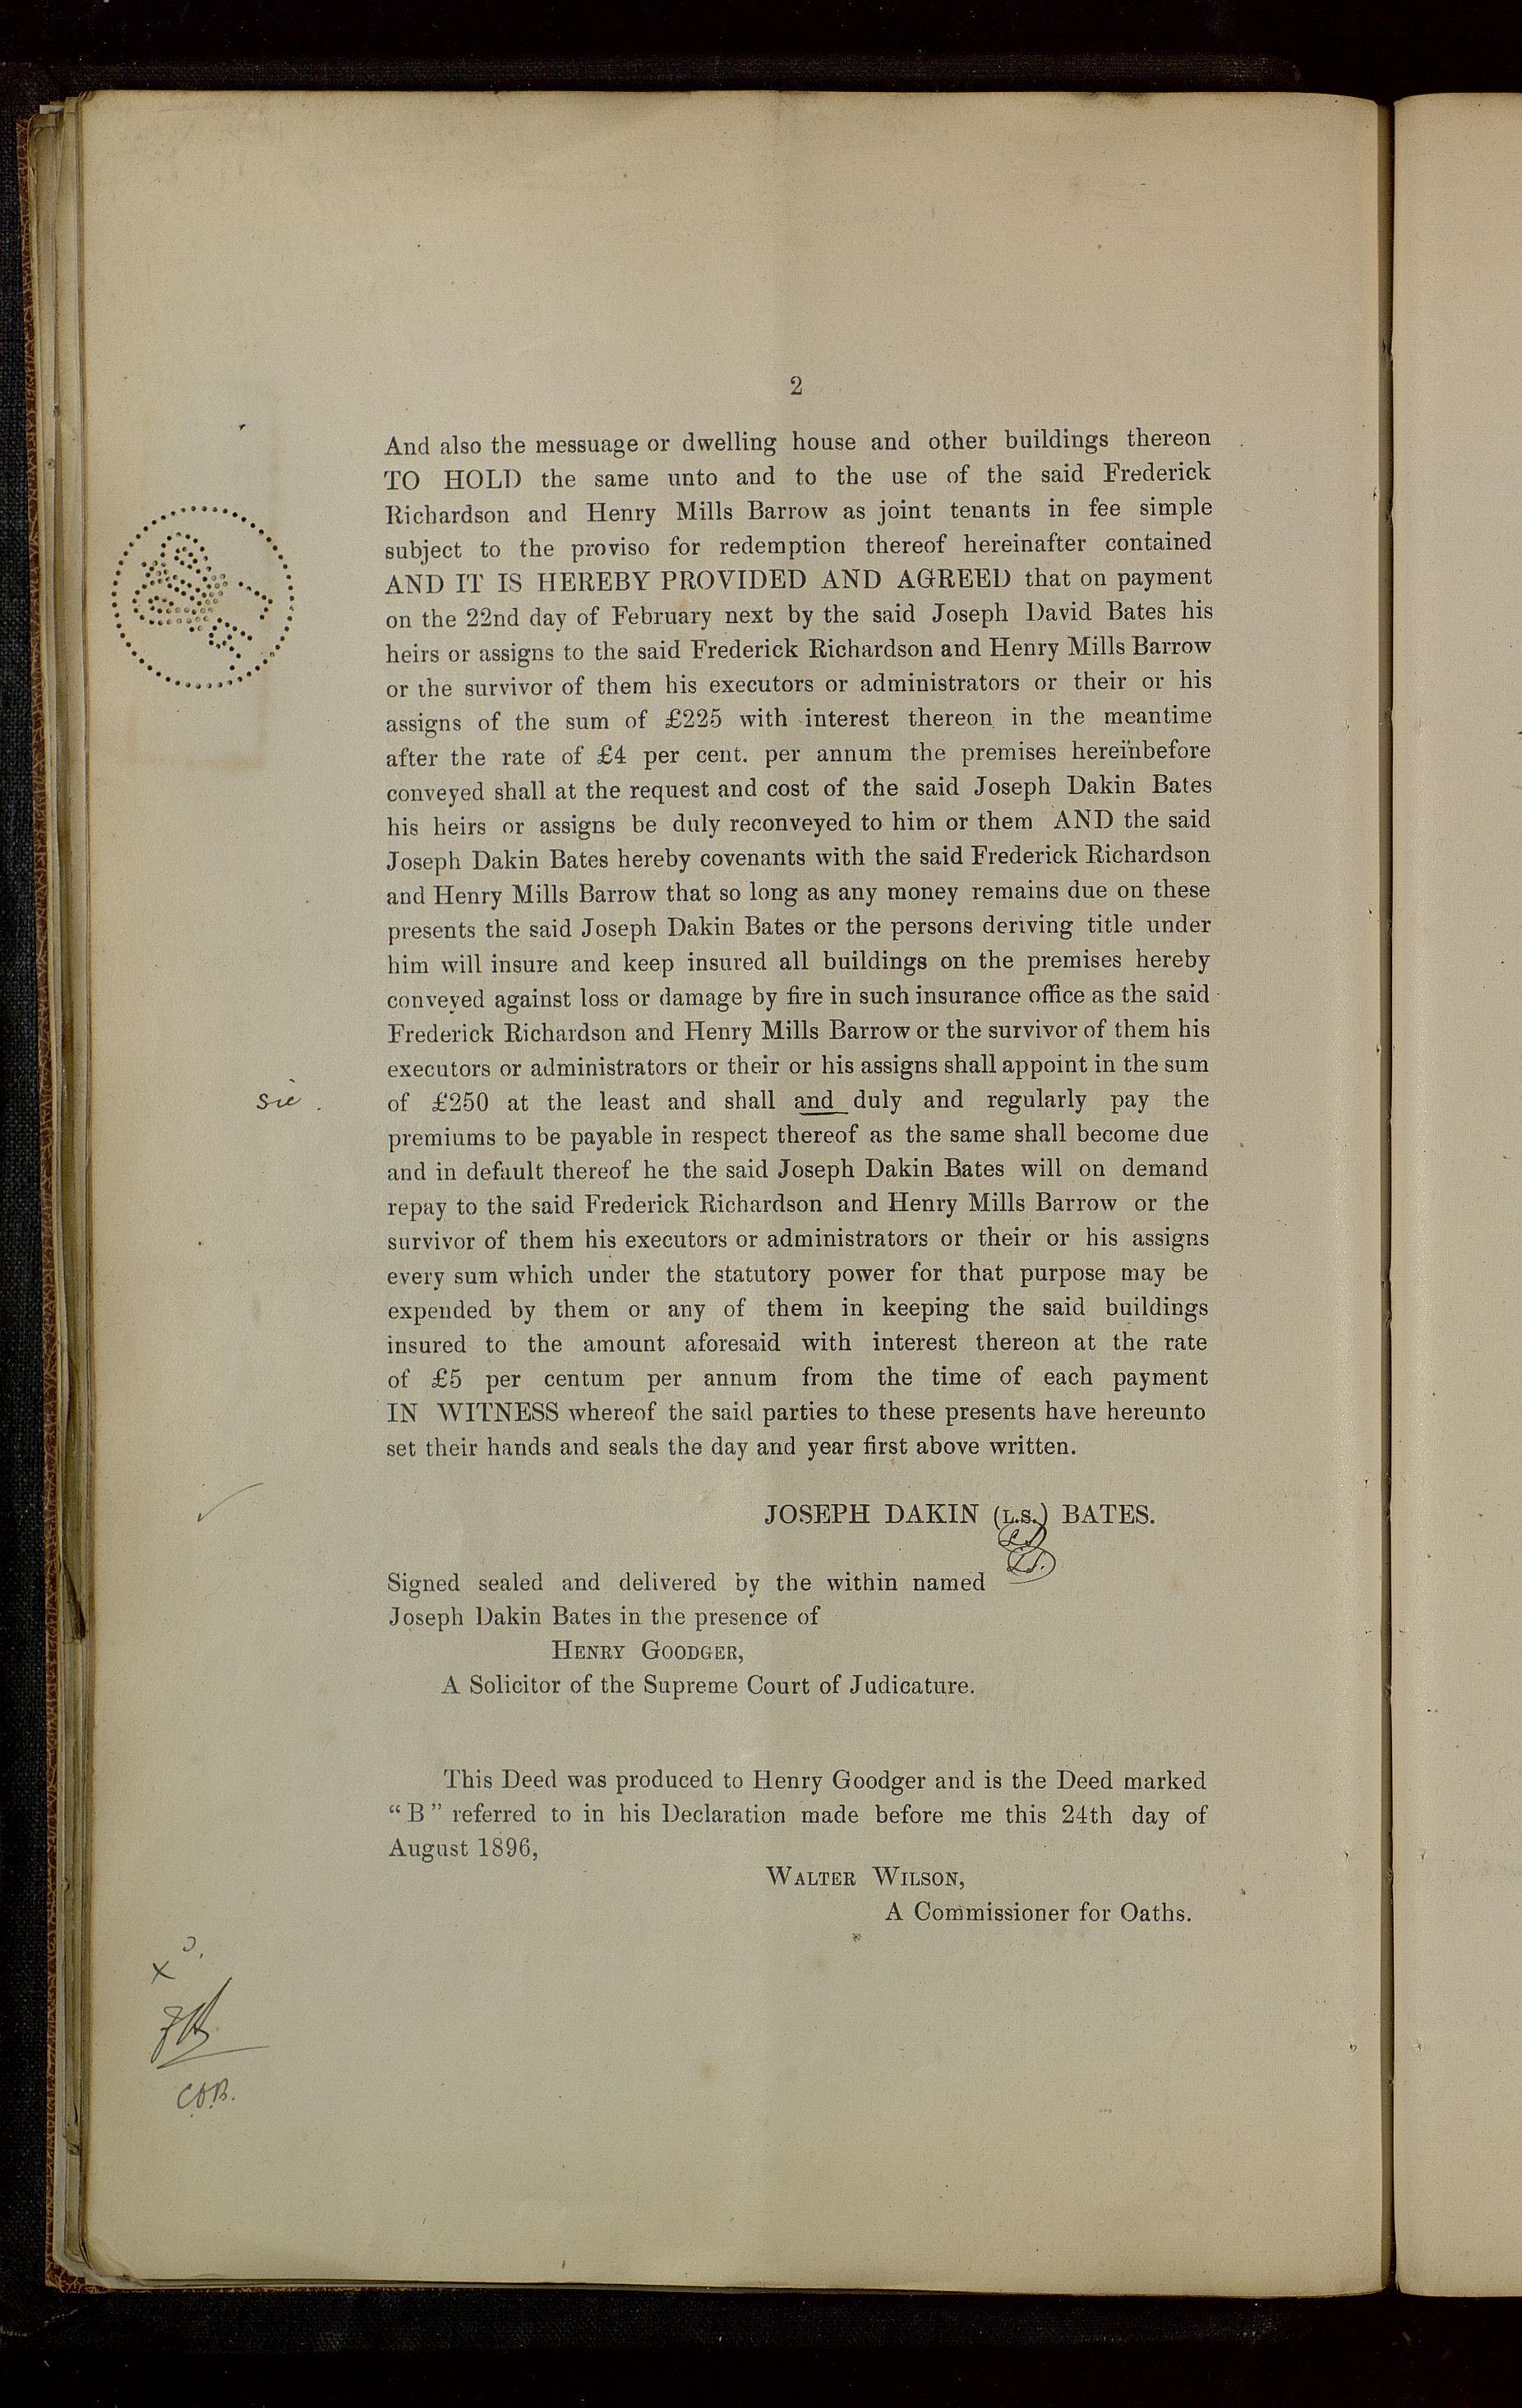 2
And also the messuage or dwelling house and other buildings thereon
TO HOLD the same unto and to the use of the said Frederick
Richardson and Henry Mills Barrow as joint tenants in fee simple
subject to the proviso for redemption thereof hereinafter contained
AND IT IS HEREBY PROVIDED AND AGREED that on payment
on the 22nd day of February next by the said Joseph David Bates his
heirs or assigns to the said Frederick Richardson and Henry Mills Barrow
or the survivor of them his executors or administrators or their or his
assigns of the sum of £225 with interest thereon in the meantime
after the rate of £4 per cent. per annum the premises hereinbefore
conveyed shall at the request and cost of the said Joseph Dakin Bates
his heirs or assigns be duly reconveyed to him or them AND the said
Joseph Dakin Bates hereby covenants with the said Frederick Richardson
and Henry Mills Barrow that so long as any money remains due on these
presents the said Joseph Dakin Bates or the persons deriving title under
him will insure and keep insured all buildings on the premises hereby
conveyed against loss or damage by fire in such insurance office as the said
Frederick Richardson and Henry Mills Barrow or the survivor of them his
executors or administrators or their or his assigns shall appoint in the sum
sic. of £250 at the least and shall and duly and regularly pay the
premiums to be payable in respect thereof as the same shall become due
and in default thereof he the said Joseph Dakin Bates will on demand
repay to the said Frederick Richardson and Henry Mills Barrow or the
survivor of them his executors or administrators or their or his assigns
every sum which under the statutory power for that purpose may be
expended by them or any of them in keeping the said buildings
insured to the amount aforesaid with interest thereon at the rate
of £5 per centum per annum from the time of each payment
IN WITNESS whereof the said parties to these presents have hereunto
set their hands and seals the day and year first above written.
JOSEPH DAKIN (L.S.) BATES.
Signed sealed and delivered by the within named
Joseph Dakin Bates in the presence of
HENRY GOODGER,
A Solicitor of the Supreme Court of Judicature.
This Deed was produced to Henry Goodger and is the Deed marked
"B" referred to in his Declaration made before me this 24th day of
August 1896,
WALTER WILSON,
A Commissioner for Oaths.